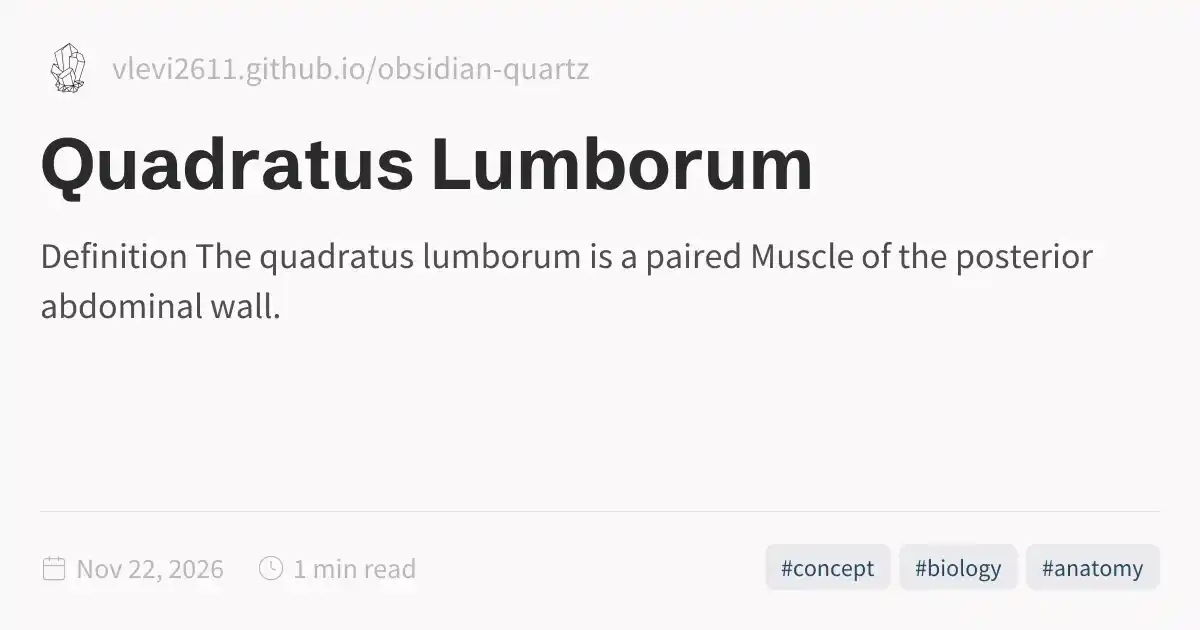 vlevi2611.github.io/obsidian-quartz
Quadratus Lumborum
Definition The quadratus lumborum is a paired Muscle of the posterior
abdominal wall.
Nov 22, 2026 1 min read #concept #biology #anatomy